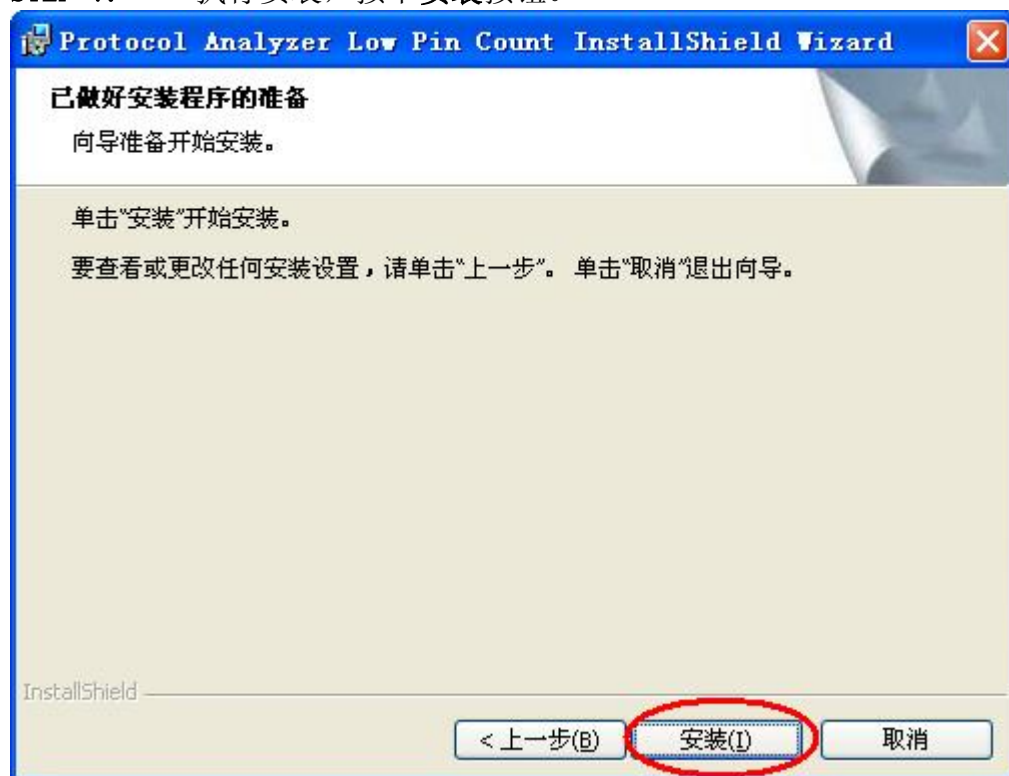 Protocol Analyzer Low Pin Count InstallShield Wizard
已做好安装程序的准备
向导准备开始安装。
单击“安装”开始安装。
要查看或更改任何安装设置，请单击“上一步”。 单击“取消”退出向导。
InstallShield
< 上一步(B) 安装(I) 取消